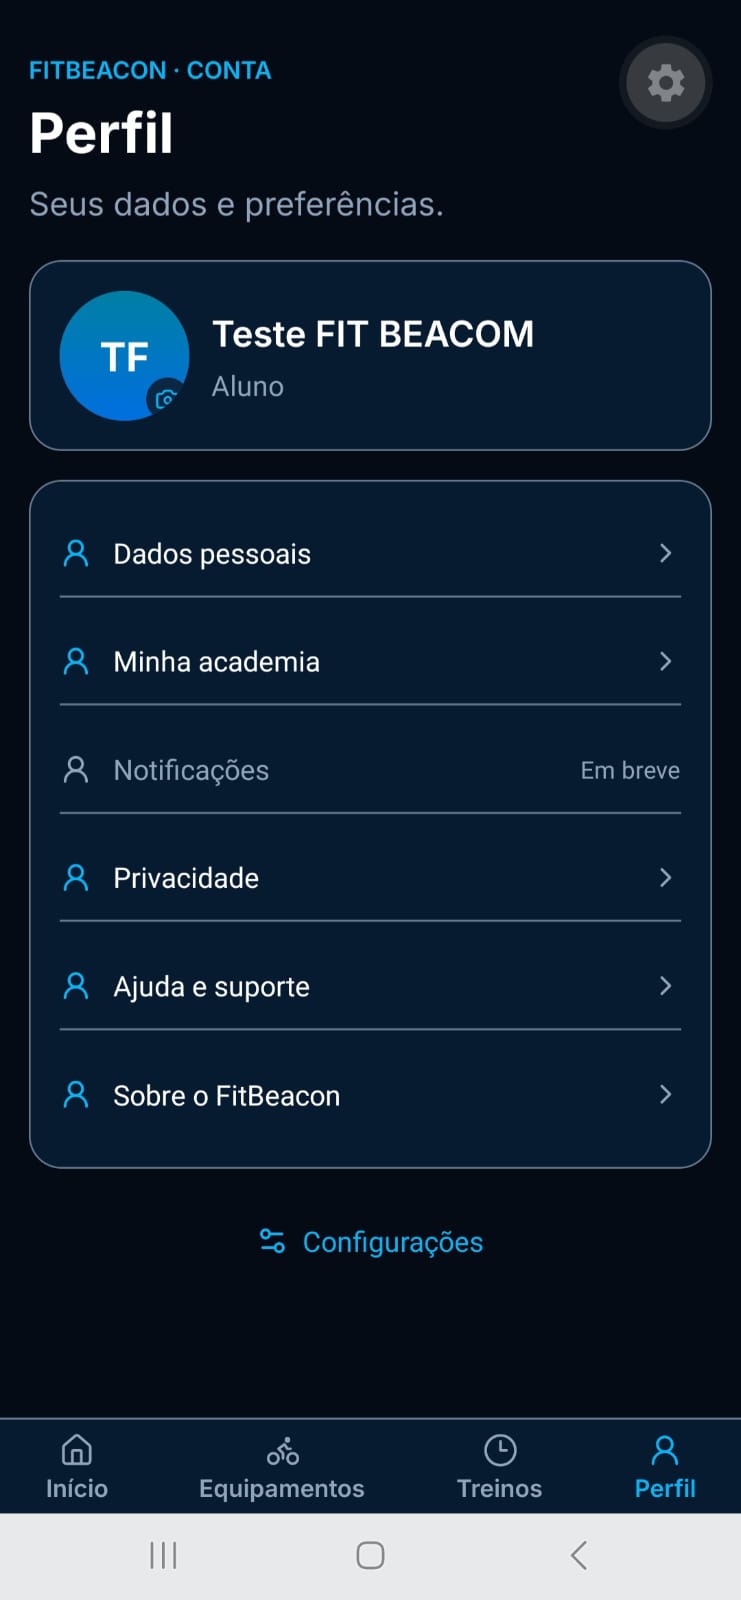 FITBEACON · CONTA
Perfil
Seus dados e preferências.
TF
Teste FIT BEACOM
Aluno
Dados pessoais
Minha academia
Notificações Em breve
Privacidade
Ajuda e suporte
Sobre o FitBeacon
Configurações
Início Equipamentos Treinos Perfil